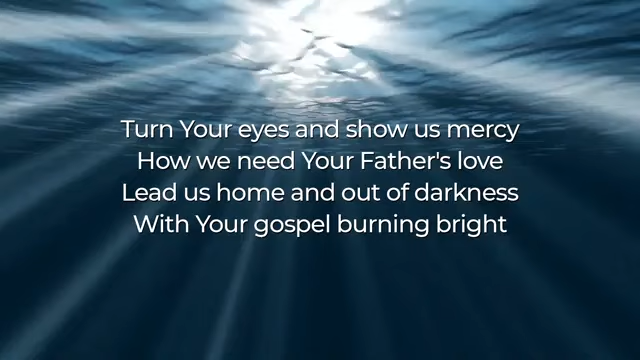 Turn Your eyes and show us mercy
How we need Your Father's love
Lead us home and out of darkness
With Your gospel burning bright